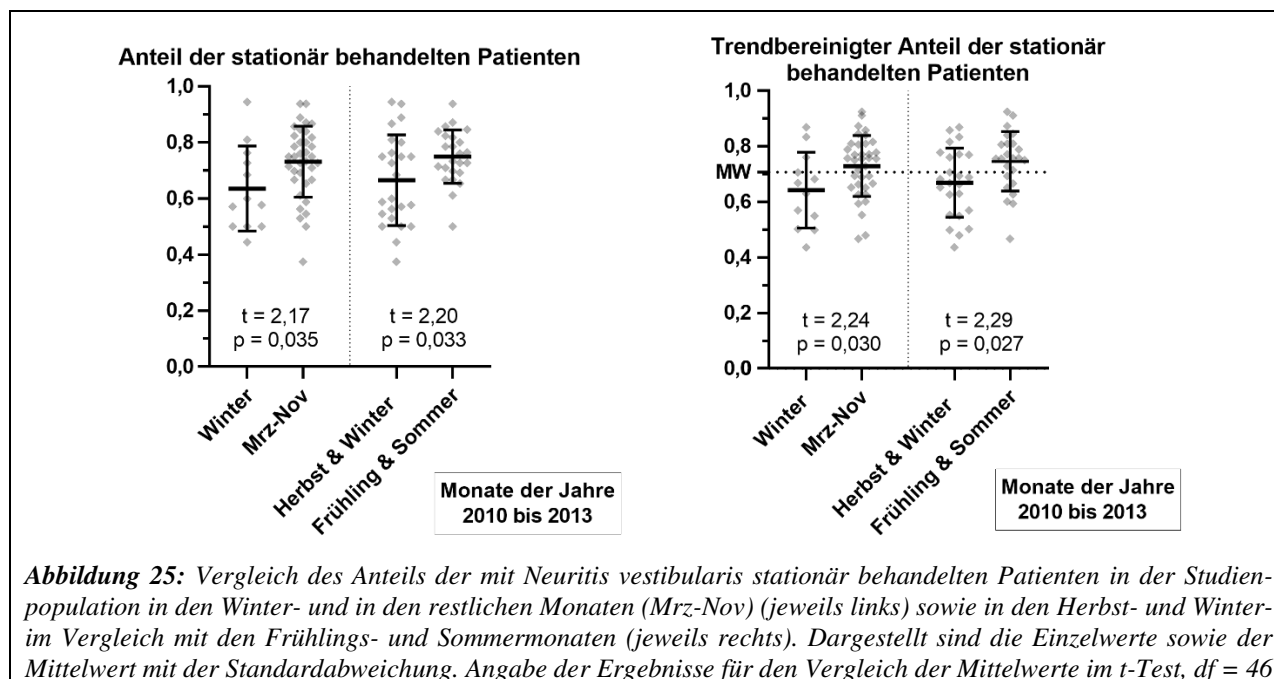 Anteil der stationär behandelten Patienten
1,0
0,8
0,6
0,4
0,2
0,0
t = 2,17
p = 0,035
t = 2,20
p = 0,033
Winter
Mrz-Nov
Herbst & Winter
Frühling & Sommer
Monate der Jahre
2010 bis 2013
Trendbereinigter Anteil der stationär
behandelten Patienten
1,0
0,8
MW
0,6
0,4
0,2
0,0
t = 2,24
p = 0,030
t = 2,29
p = 0,027
Winter
Mrz-Nov
Herbst & Winter
Frühling & Sommer
Monate der Jahre
2010 bis 2013
Abbildung 25: Vergleich des Anteils der mit Neuritis vestibularis stationär behandelten Patienten in der Studien-
population in den Winter- und in den restlichen Monaten (Mrz-Nov) (jeweils links) sowie in den Herbst- und Winter-
im Vergleich mit den Frühlings- und Sommermonaten (jeweils rechts). Dargestellt sind die Einzelwerte sowie der
Mittelwert mit der Standardabweichung. Angabe der Ergebnisse für den Vergleich der Mittelwerte im t-Test, df = 46